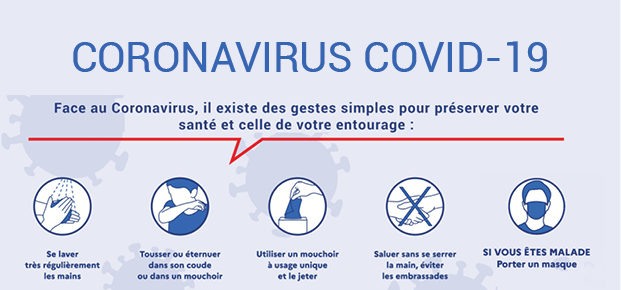 CORONAVIRUS COVID-19
Face au Coronavirus, il existe des gestes simples pour préserver votre
santé et celle de votre entourage :
Se laver
très régulièrement
les mains
Tousser ou éternuer
dans son coude
ou dans un mouchoir
Utiliser un mouchoir
à usage unique
et le jeter
Saluer sans se serrer
la main, éviter
les embrassades
SI VOUS ÊTES MALADE
Porter un masque